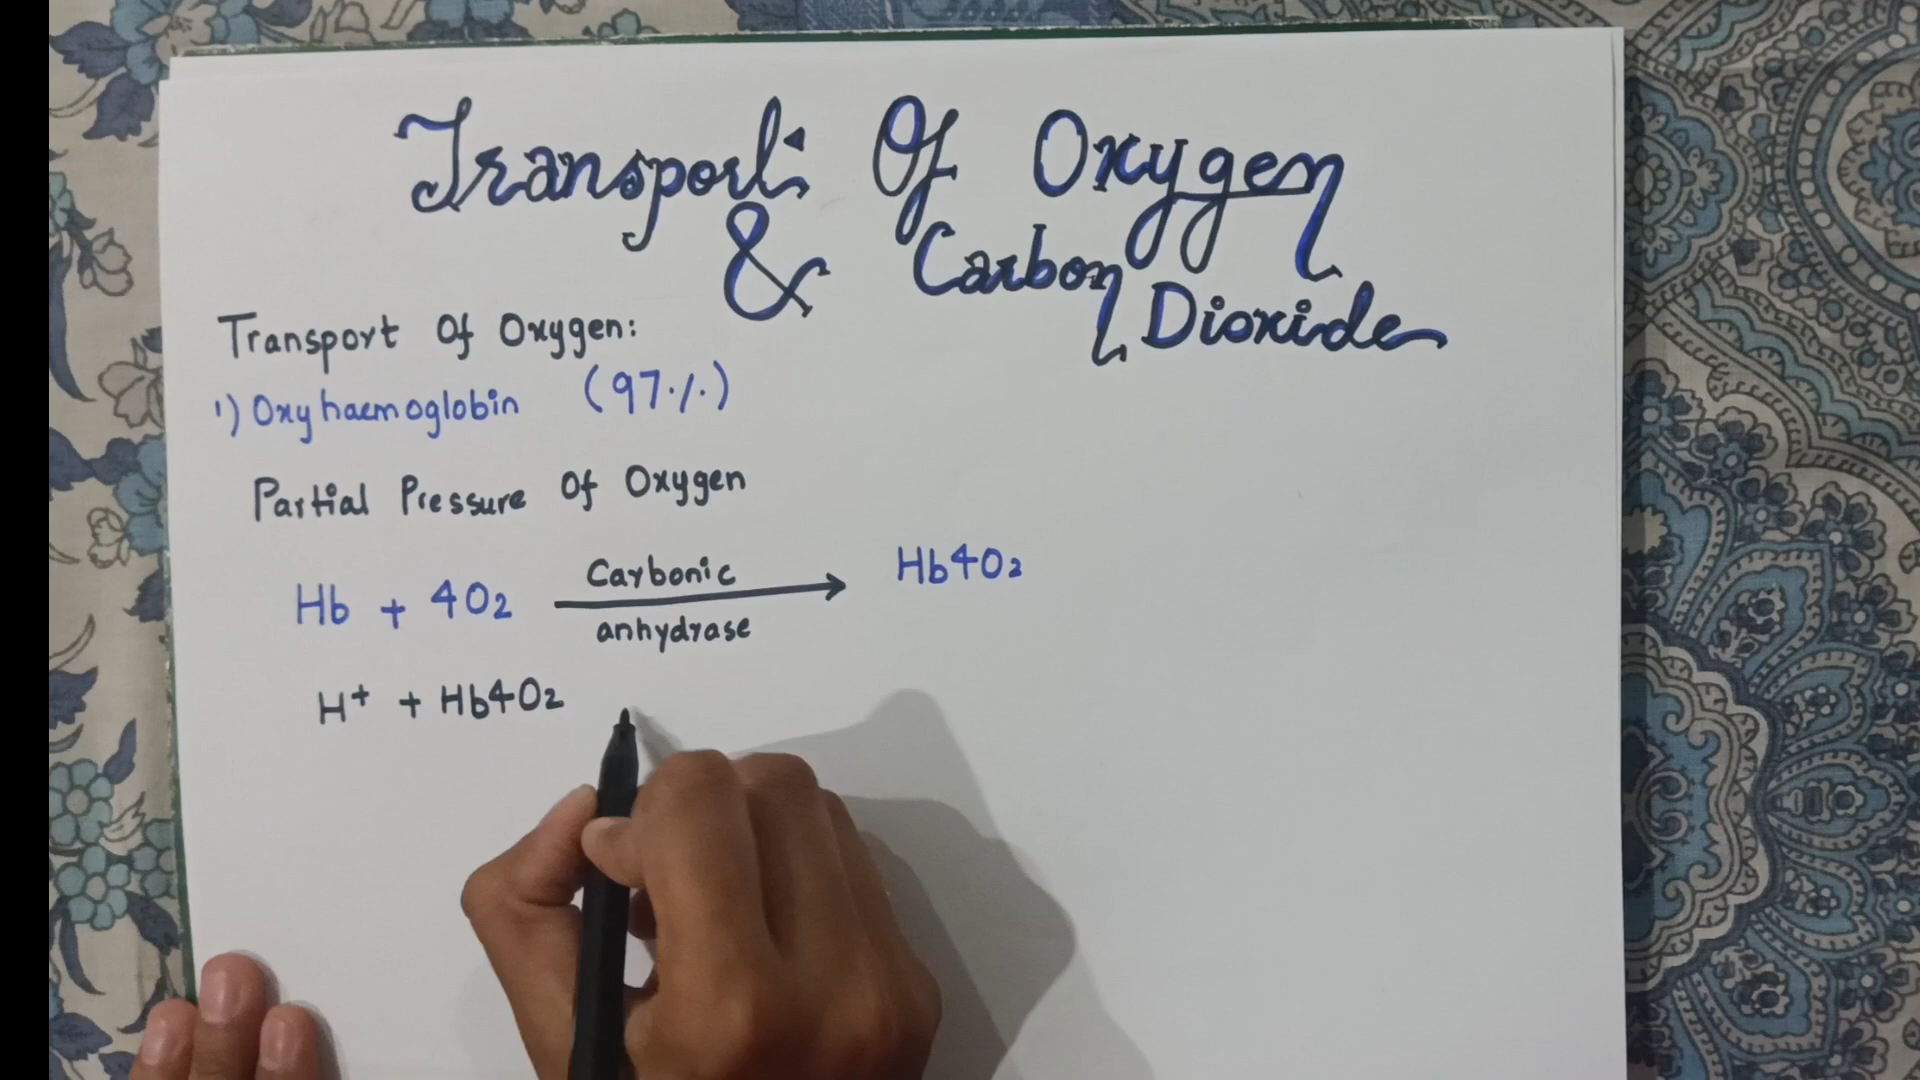 Transport Of Oxygen
& Carbon
Dioxide
Transport Of Oxygen:
1) Oxyhaemoglobin (97%)
Partial Pressure Of Oxygen
Hb + 4O₂ Carbonic anhydrase → Hb4O₂
H⁺ + Hb4O₂